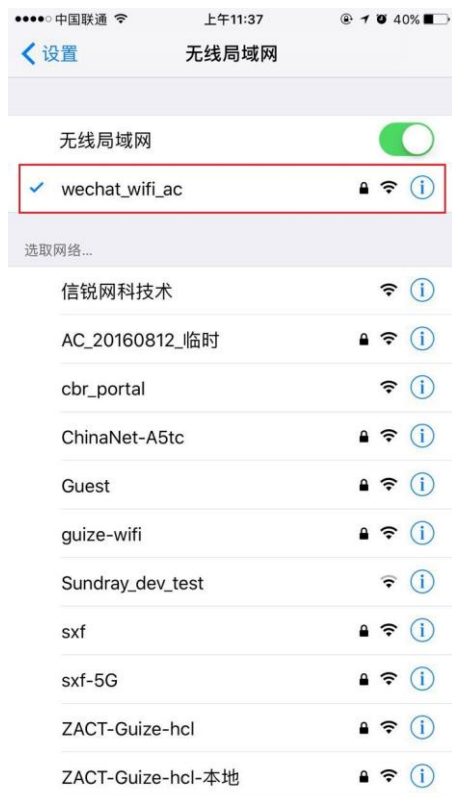 中国联通 上午11:37 40%
设置 无线局域网
无线局域网
wechat_wifi_ac
选取网络...
信锐网科技术
AC_20160812_临时
cbr_portal
ChinaNet-A5tc
Guest
guize-wifi
Sundray_dev_test
sxf
sxf-5G
ZACT-Guize-hcl
ZACT-Guize-hcl-本地